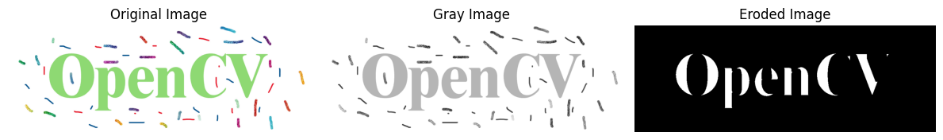 Original Image
Gray Image
Eroded Image
OpenCV
OpenCV
OpenCV